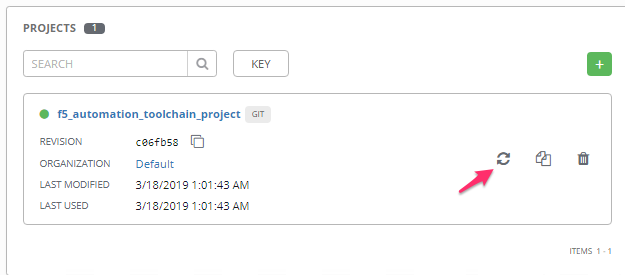 PROJECTS 1
SEARCH KEY
f5_automation_toolchain_project GIT
REVISION c06fb58
ORGANIZATION Default
LAST MODIFIED 3/18/2019 1:01:43 AM
LAST USED 3/18/2019 1:01:43 AM
ITEMS 1 - 1